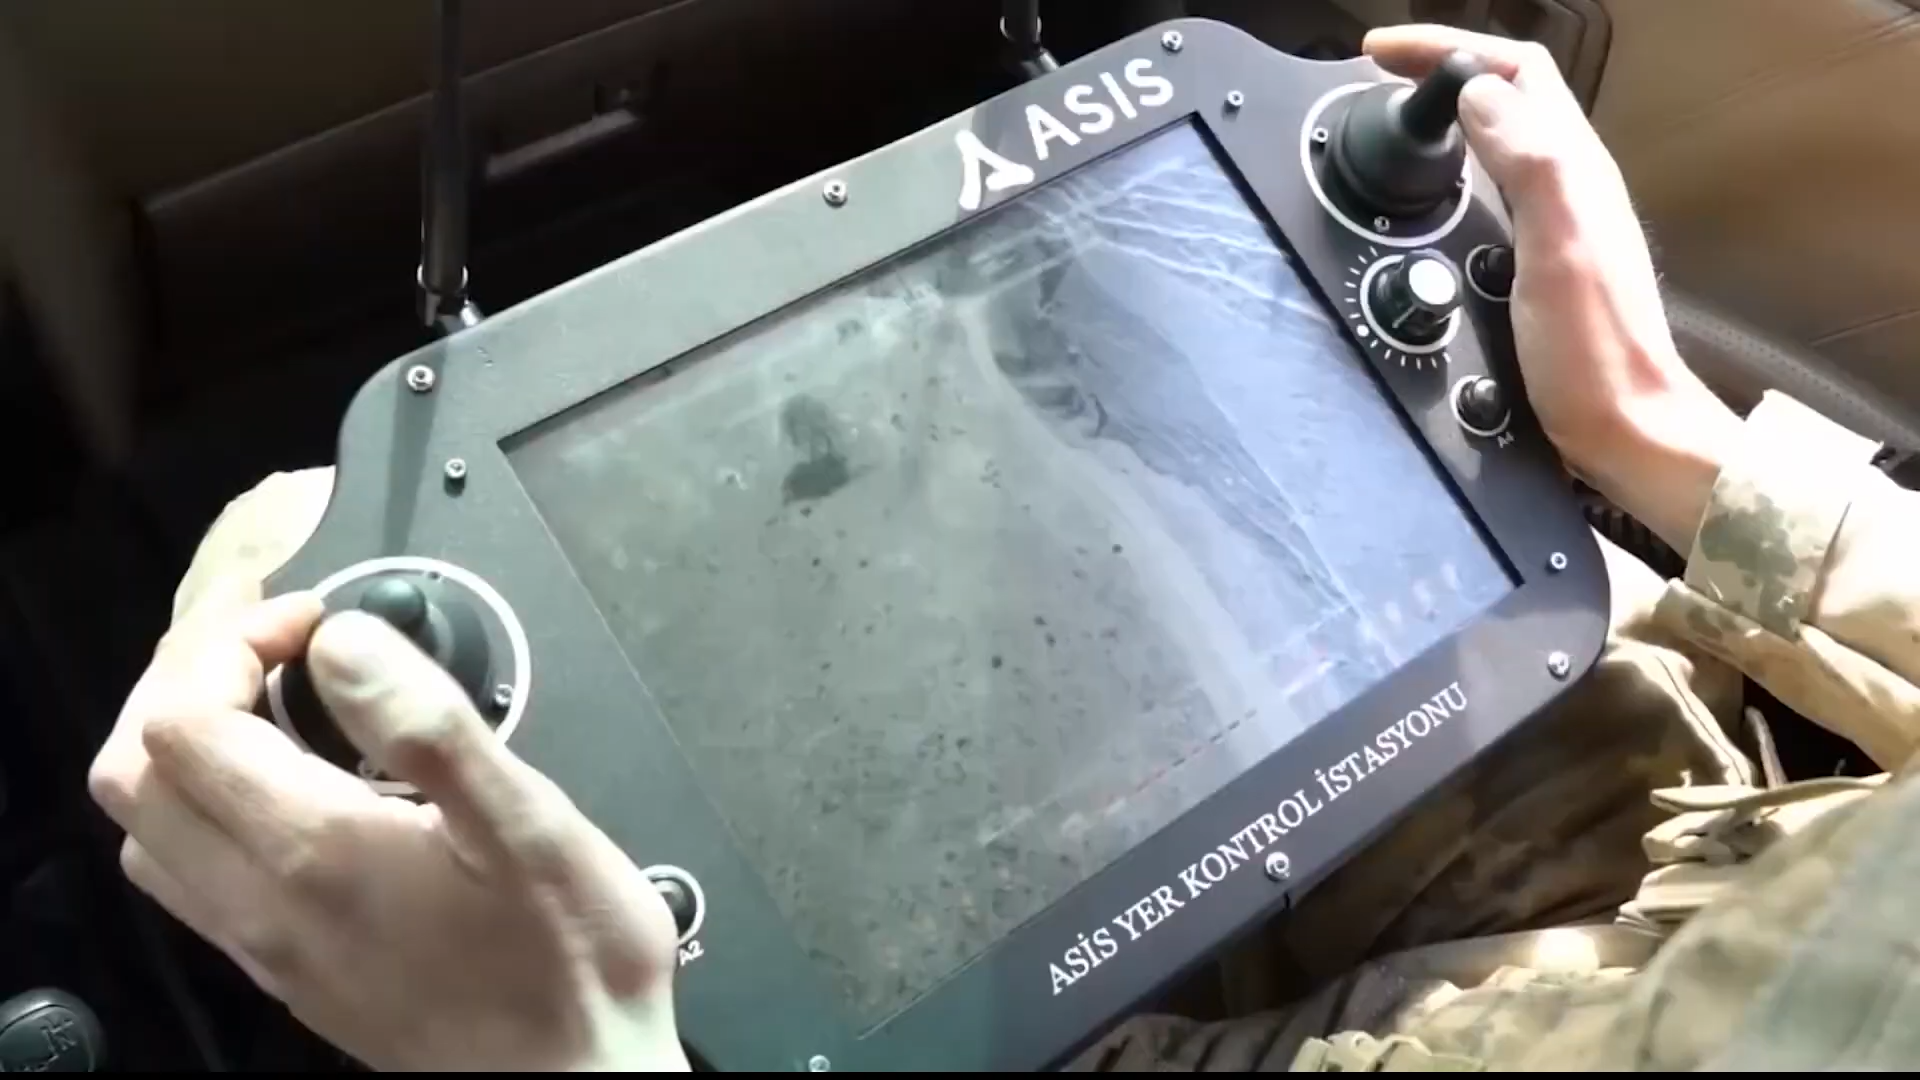 ASIS
A4
A2
ASİS YER KONTROL İSTASYONU